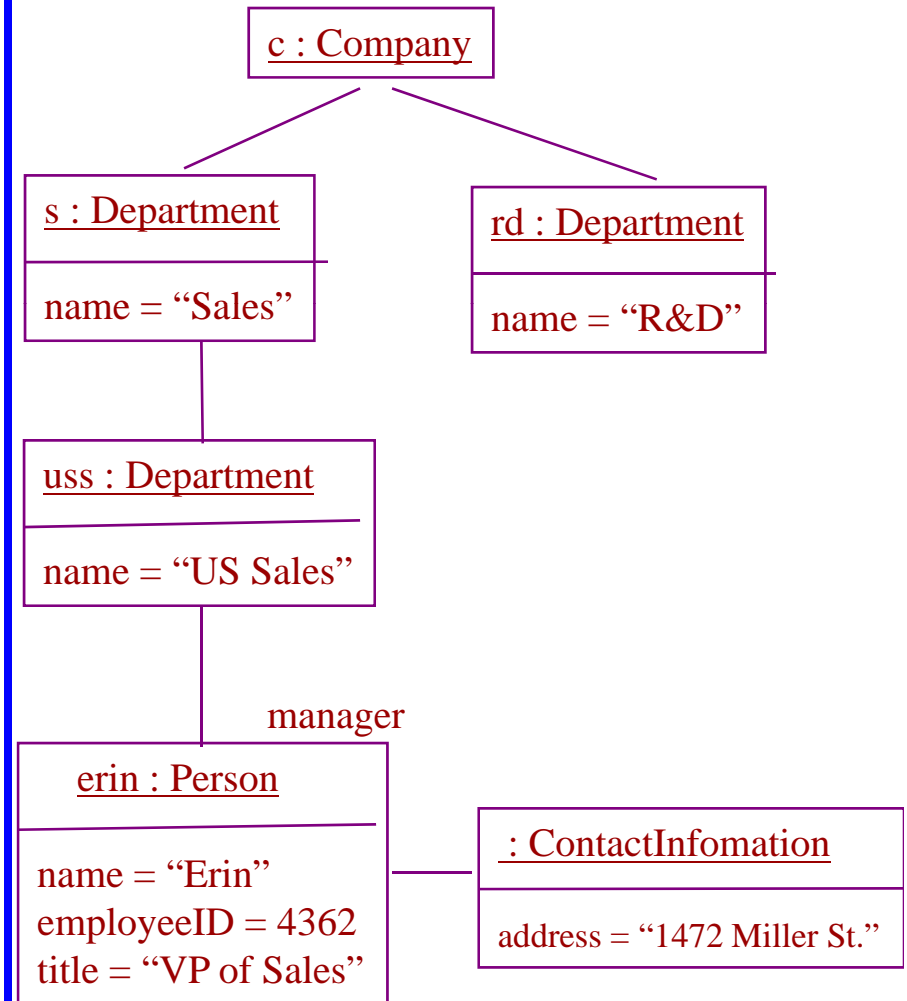 c : Company
s : Department
name = “Sales”
rd : Department
name = “R&D”
uss : Department
name = “US Sales”
manager
erin : Person
name = “Erin”
employeeID = 4362
title = “VP of Sales”
: ContactInfomation
address = “1472 Miller St.”